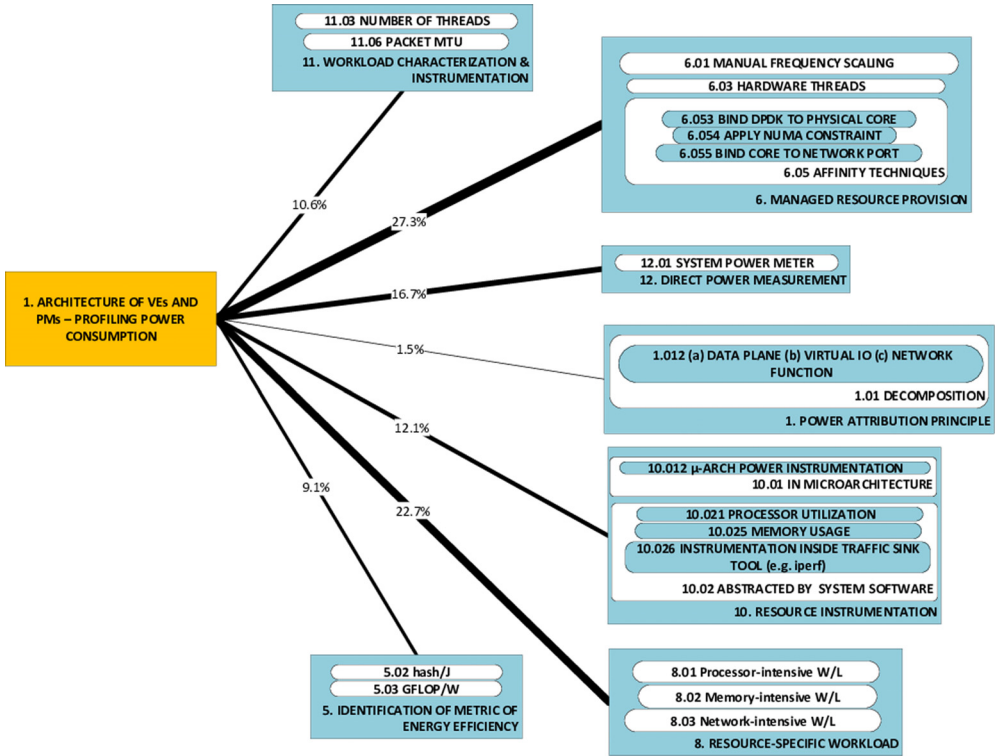 11.03 NUMBER OF THREADS
11.06 PACKET MTU
11. WORKLOAD CHARACTERIZATION &
INSTRUMENTATION
6.01 MANUAL FREQUENCY SCALING
6.03 HARDWARE THREADS
6.053 BIND DPDK TO PHYSICAL CORE
6.054 APPLY NUMA CONSTRAINT
6.055 BIND CORE TO NETWORK PORT
6.05 AFFINITY TECHNIQUES
6. MANAGED RESOURCE PROVISION
10.6%
27.3%
12.01 SYSTEM POWER METER
12. DIRECT POWER MEASUREMENT
16.7%
1. ARCHITECTURE OF VEs AND
PMs – PROFILING POWER
CONSUMPTION
1.5%
1.012 (a) DATA PLANE (b) VIRTUAL IO (c) NETWORK
FUNCTION
1.01 DECOMPOSITION
1. POWER ATTRIBUTION PRINCIPLE
12.1%
9.1%
22.7%
10.012 μ-ARCH POWER INSTRUMENTATION
10.01 IN MICROARCHITECTURE
10.021 PROCESSOR UTILIZATION
10.025 MEMORY USAGE
10.026 INSTRUMENTATION INSIDE TRAFFIC SINK
TOOL (e.g. iperf)
10.02 ABSTRACTED BY SYSTEM SOFTWARE
10. RESOURCE INSTRUMENTATION
5.02 hash/J
5.03 GFLOP/W
5. IDENTIFICATION OF METRIC OF
ENERGY EFFICIENCY
8.01 Processor-intensive W/L
8.02 Memory-intensive W/L
8.03 Network-intensive W/L
8. RESOURCE-SPECIFIC WORKLOAD